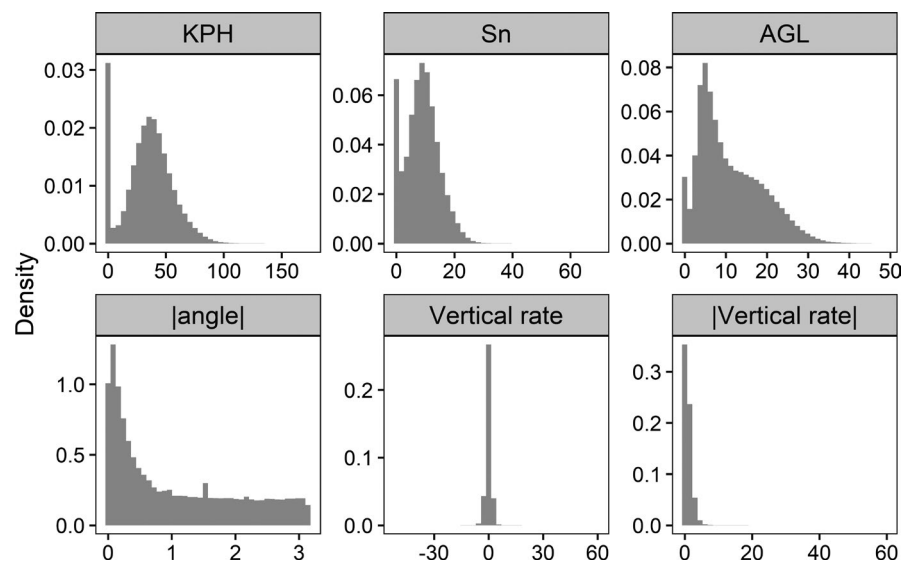 KPH Sn AGL
0.03 0.02 0.01 0.00
0.06 0.04 0.02 0.00
0.08 0.06 0.04 0.02 0.00
0 50 100 150
0 20 40 60
0 10 20 30 40 50
Density
|angle| Vertical rate |Vertical rate|
1.0 0.5 0.0
0.2 0.1 0.0
0.3 0.2 0.1 0.0
0 1 2 3
-30 0 30 60
0 20 40 60